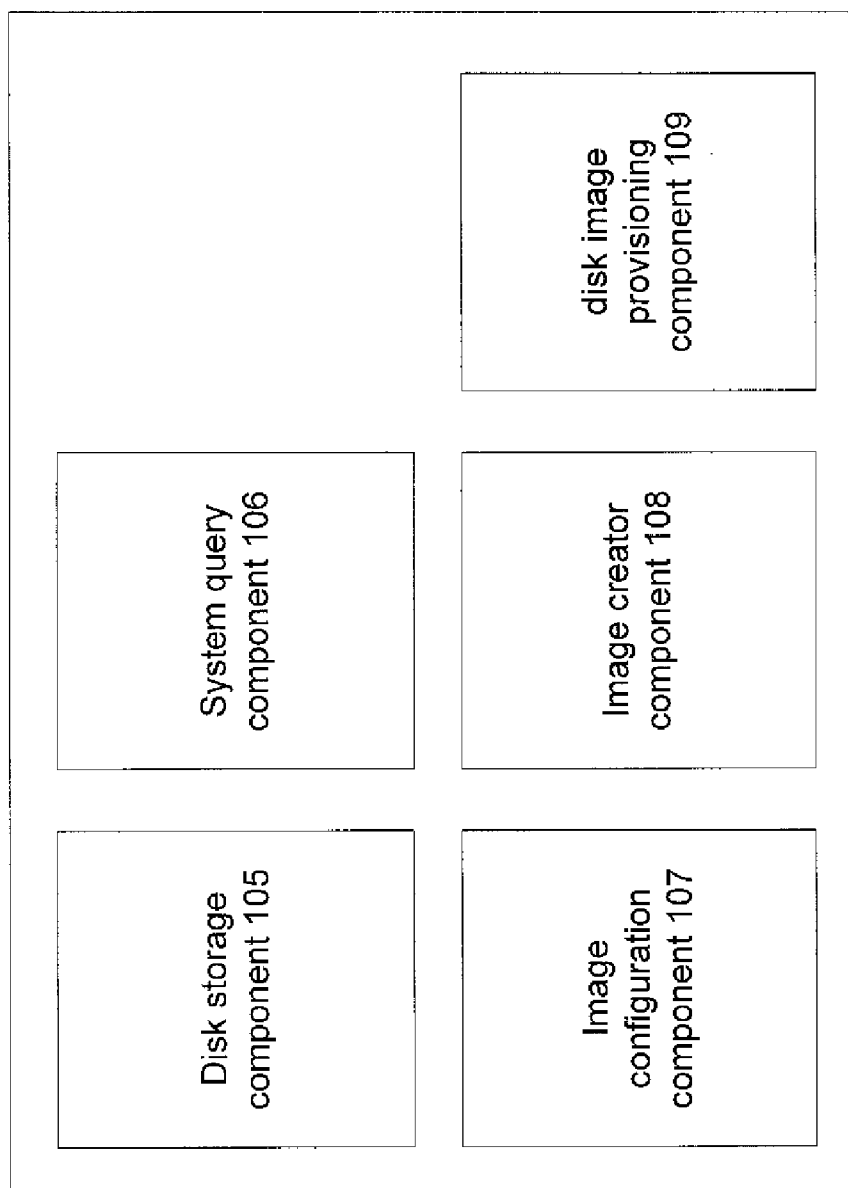 Disk storage
component 105
System query
component 106
Image
configuration
component 107
Image creator
component 108
disk image
provisioning
component 109